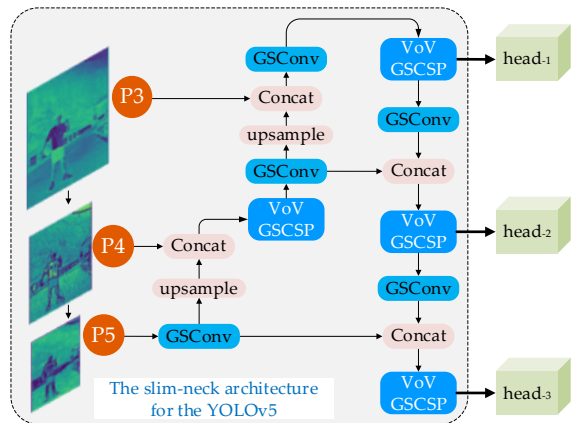 P3
GSConv
Concat
upsample
GSConv
VoV
GSCSP
P4
Concat
upsample
P5
GSConv
VoV
GSCSP
GSConv
Concat
VoV
GSCSP
GSConv
Concat
VoV
GSCSP
head-1
head-2
head-3
The slim-neck architecture
for the YOLOv5